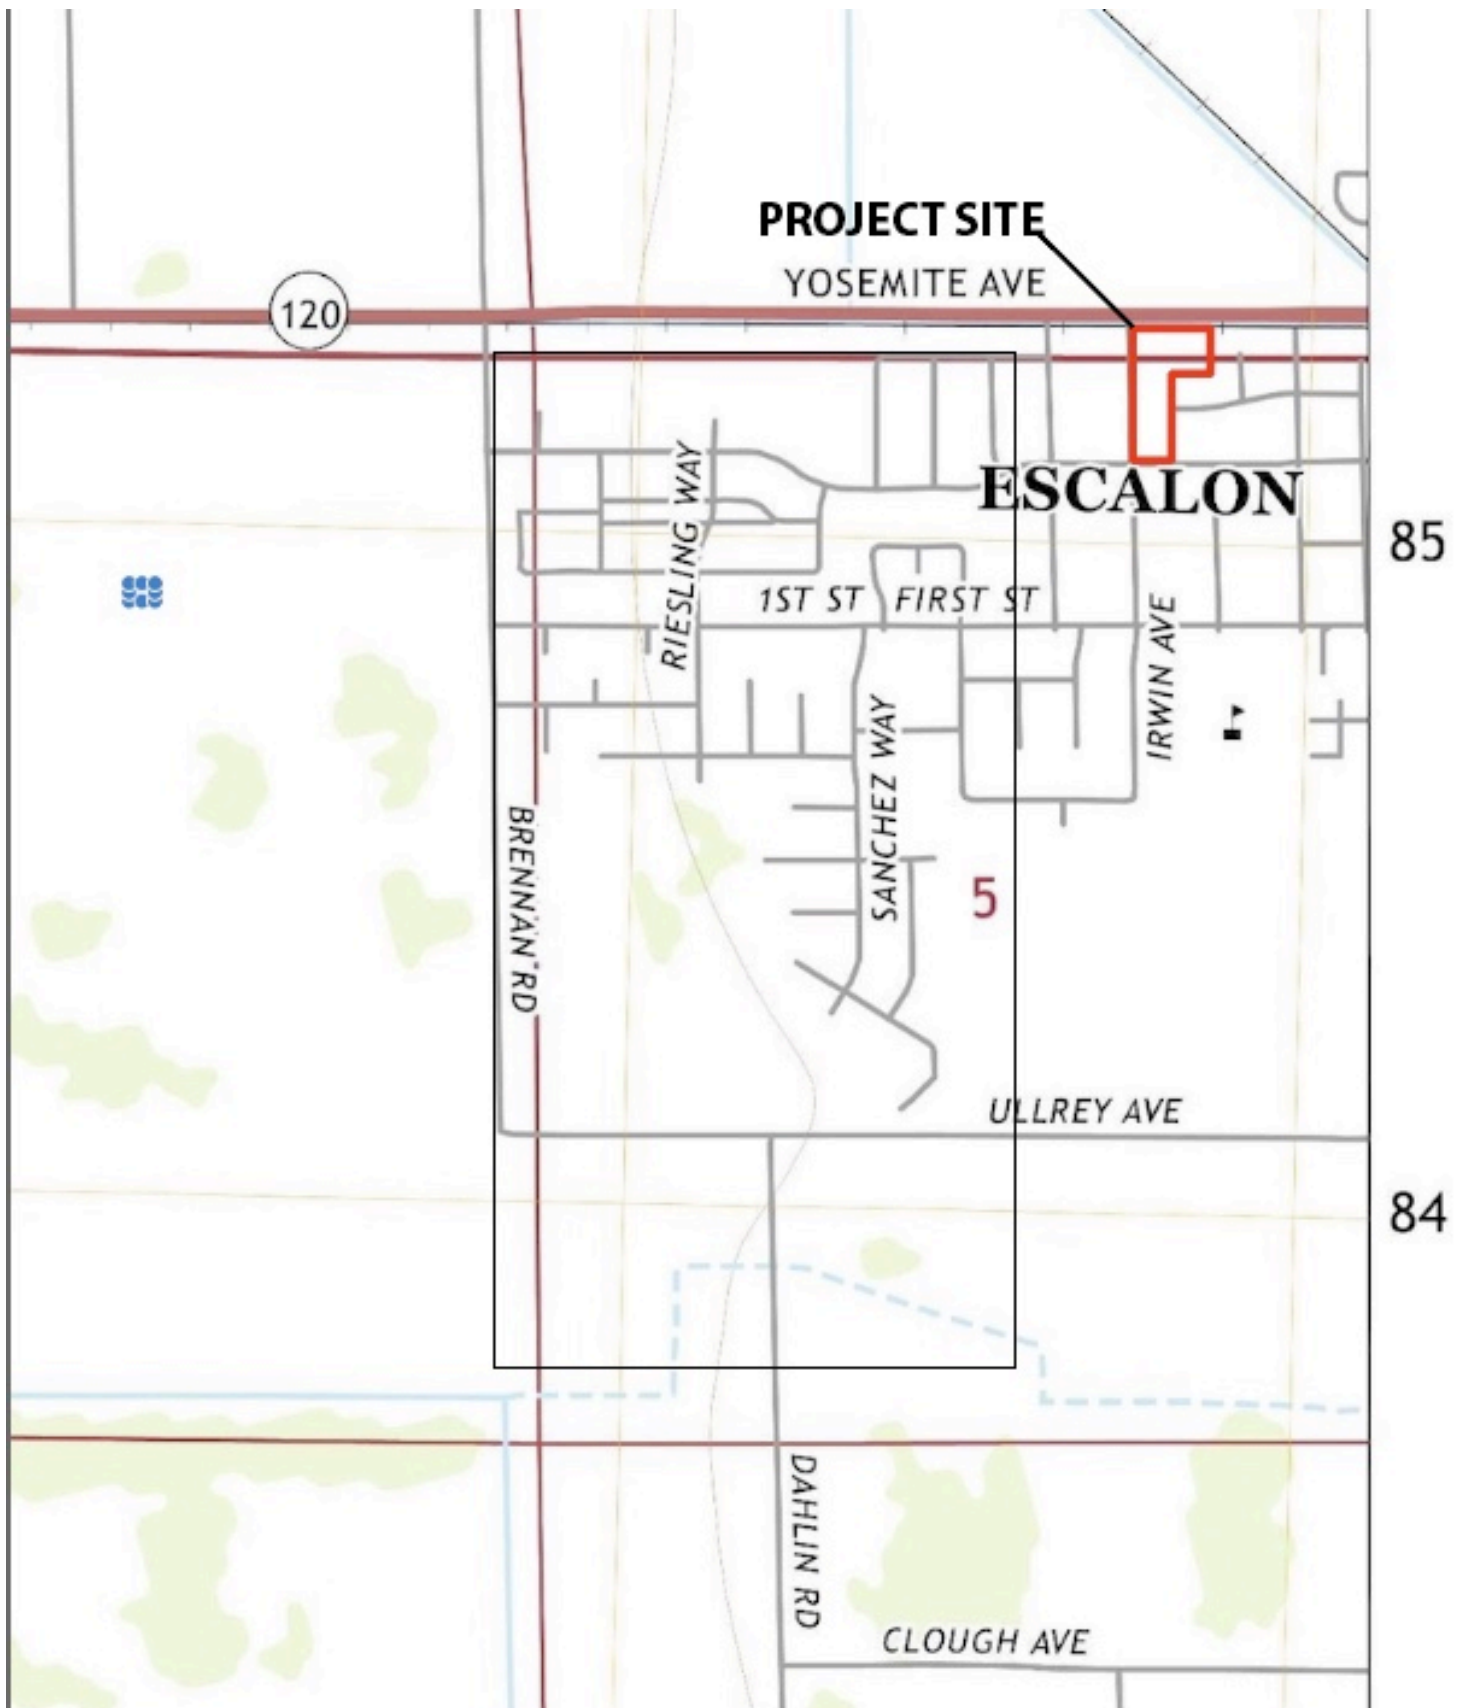 PROJECT SITE
YOSEMITE AVE
120
ESCALON
85
RIESLING WAY
1ST ST
FIRST ST
IRWIN AVE
SANCHEZ WAY
BRENNAN RD
5
ULLREY AVE
84
DAHLIN RD
CLOUGH AVE